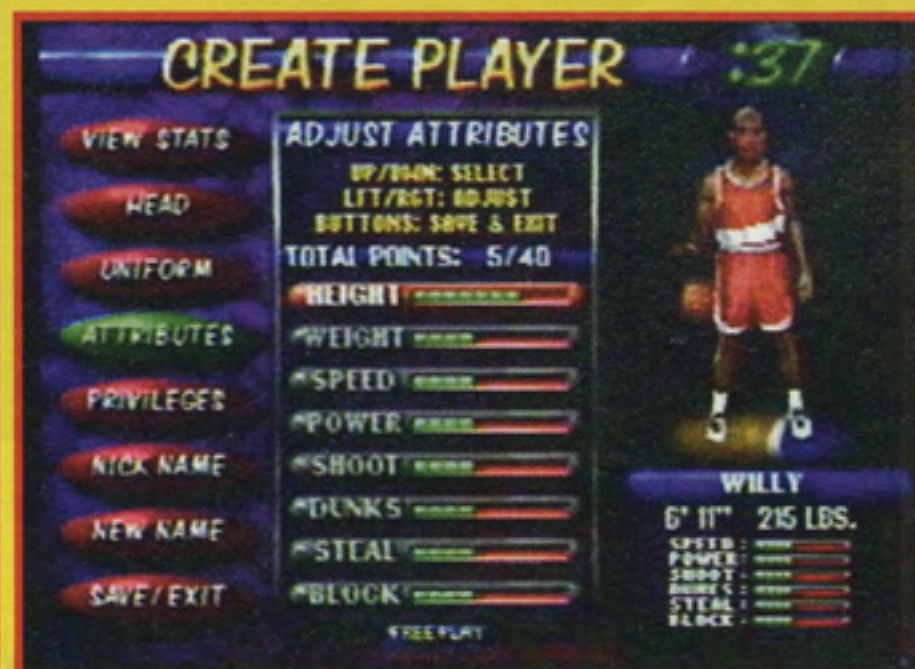 CREATE PLAYER :37
VIEW STATS
HEAD
UNIFORM
ATTRIBUTES
PRIVILEGES
NICK NAME
NEW NAME
SAVE/EXIT
ADJUST ATTRIBUTES
UP/DOWN: SELECT
LFT/RGT: ADJUST
BUTTONS: SAVE & EXIT
TOTAL POINTS: 5/40
HEIGHT
WEIGHT
SPEED
POWER
SHOOT
DUNKS
STEAL
BLOCK
FREE PLAY
WILLY
6' 11" 215 LBS.
SPEED:
POWER:
SHOOT:
DUNKS:
STEAL:
BLOCK: